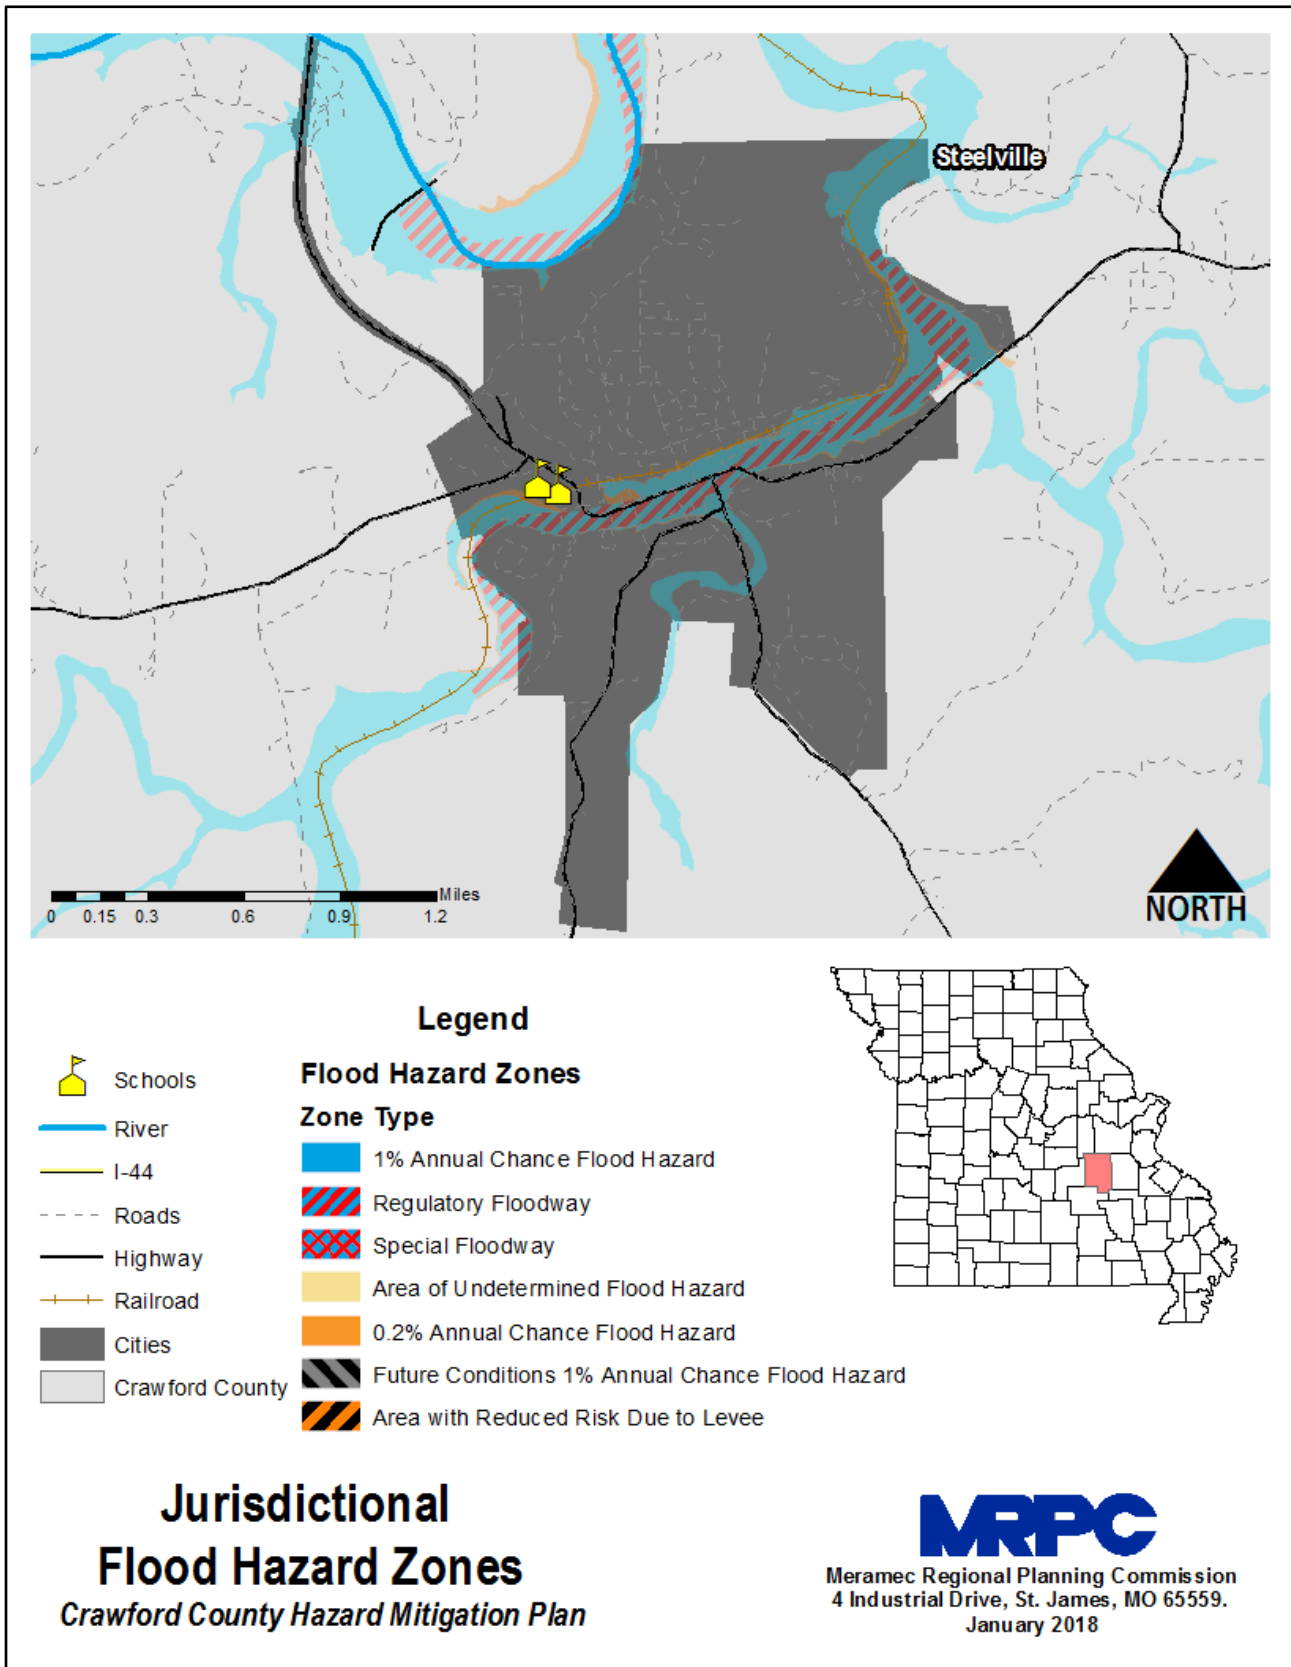 Steelville
Miles
0 0.15 0.3 0.6 0.9 1.2
NORTH
Legend
Schools
River
I-44
Roads
Highway
Railroad
Cities
Crawford County
Flood Hazard Zones
Zone Type
1% Annual Chance Flood Hazard
Regulatory Floodway
Special Floodway
Area of Undetermined Flood Hazard
0.2% Annual Chance Flood Hazard
Future Conditions 1% Annual Chance Flood Hazard
Area with Reduced Risk Due to Levee
Jurisdictional
Flood Hazard Zones
Crawford County Hazard Mitigation Plan
MRPC
Meramec Regional Planning Commission
4 Industrial Drive, St. James, MO 65559.
January 2018